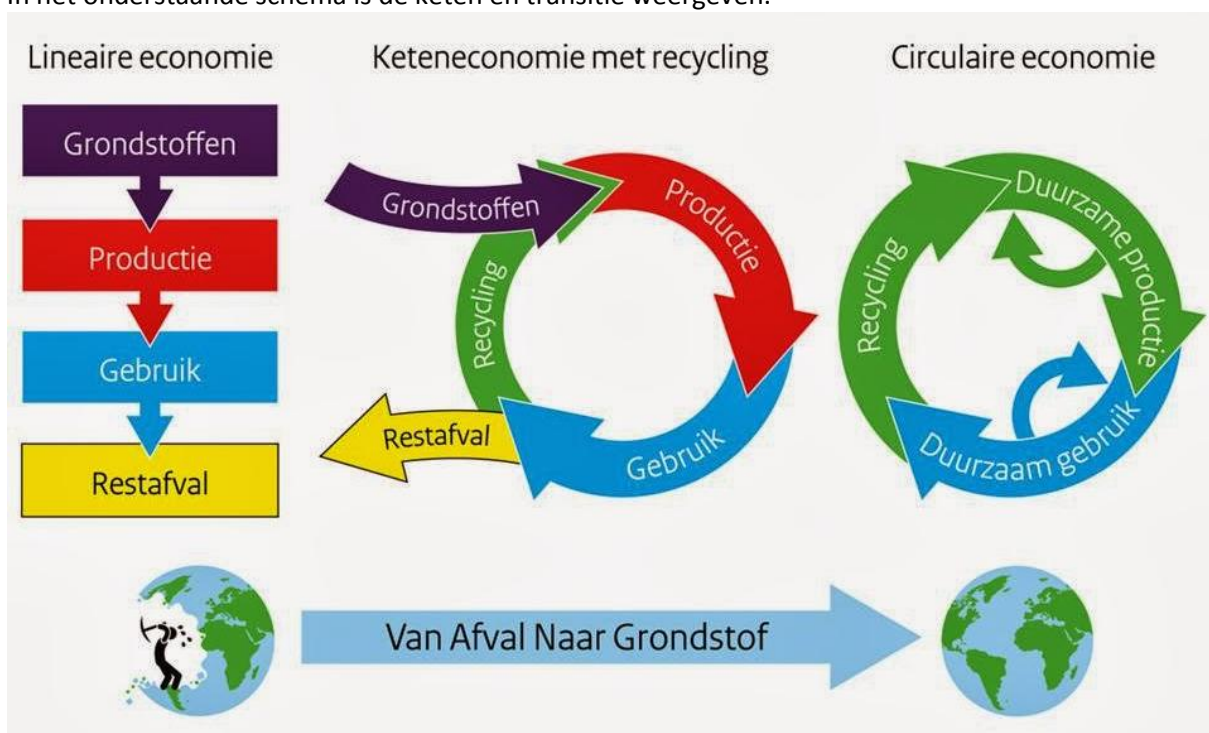 In het onderstaande schema is de keten en transitie weergeven:
Lineaire economie
Keteneconomie met recycling
Circulaire economie
Grondstoffen
Productie
Gebruik
Restafval
Grondstoffen
Productie
Recycling
Restafval
Gebruik
Duurzame productie
Recycling
Duurzaam gebruik
Van Afval Naar Grondstof